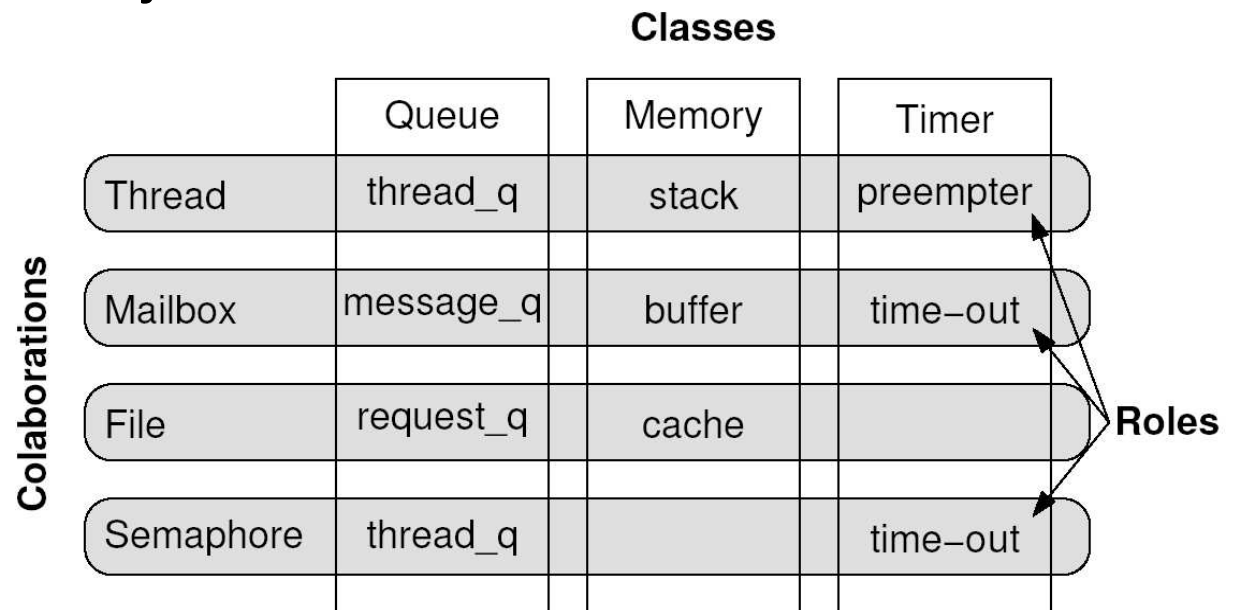 Classes
Queue Memory Timer
Thread thread_q stack preempter
Mailbox message_q buffer time–out
File request_q cache
Semaphore thread_q time–out
Colaborations
Roles